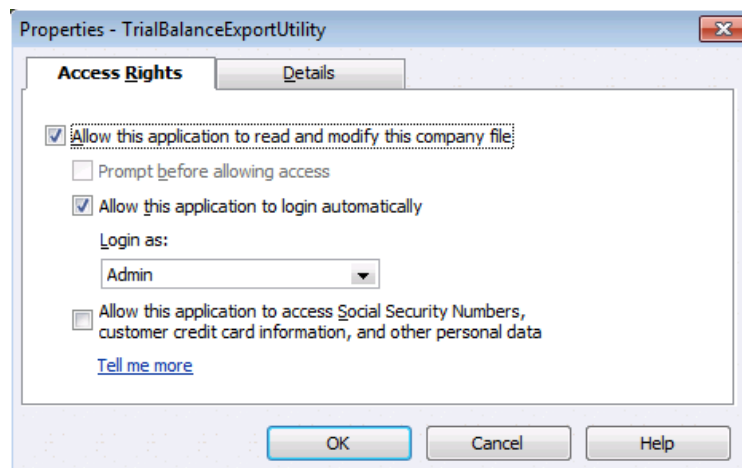 Properties - TrialBalanceExportUtility
Access Rights
Details
Allow this application to read and modify this company file
Prompt before allowing access
Allow this application to login automatically
Login as:
Admin
Allow this application to access Social Security Numbers,
customer credit card information, and other personal data
Tell me more
OK
Cancel
Help